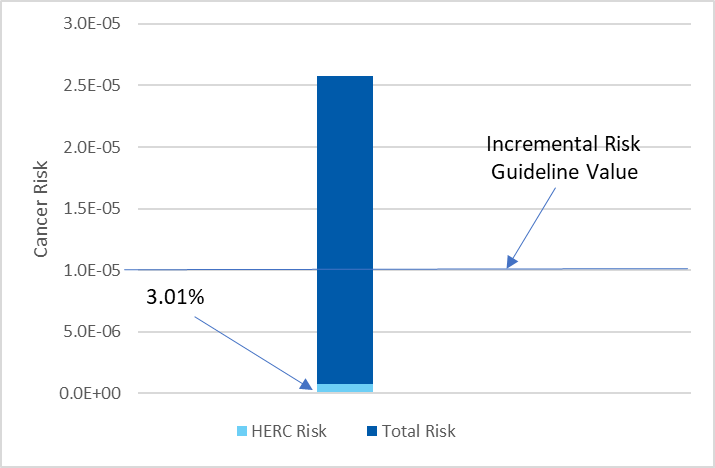 3.0E-05
2.5E-05
2.0E-05
1.5E-05
1.0E-05
5.0E-06
0.0E+00
Cancer Risk
Incremental Risk
Guideline Value
3.01%
HERC Risk
Total Risk